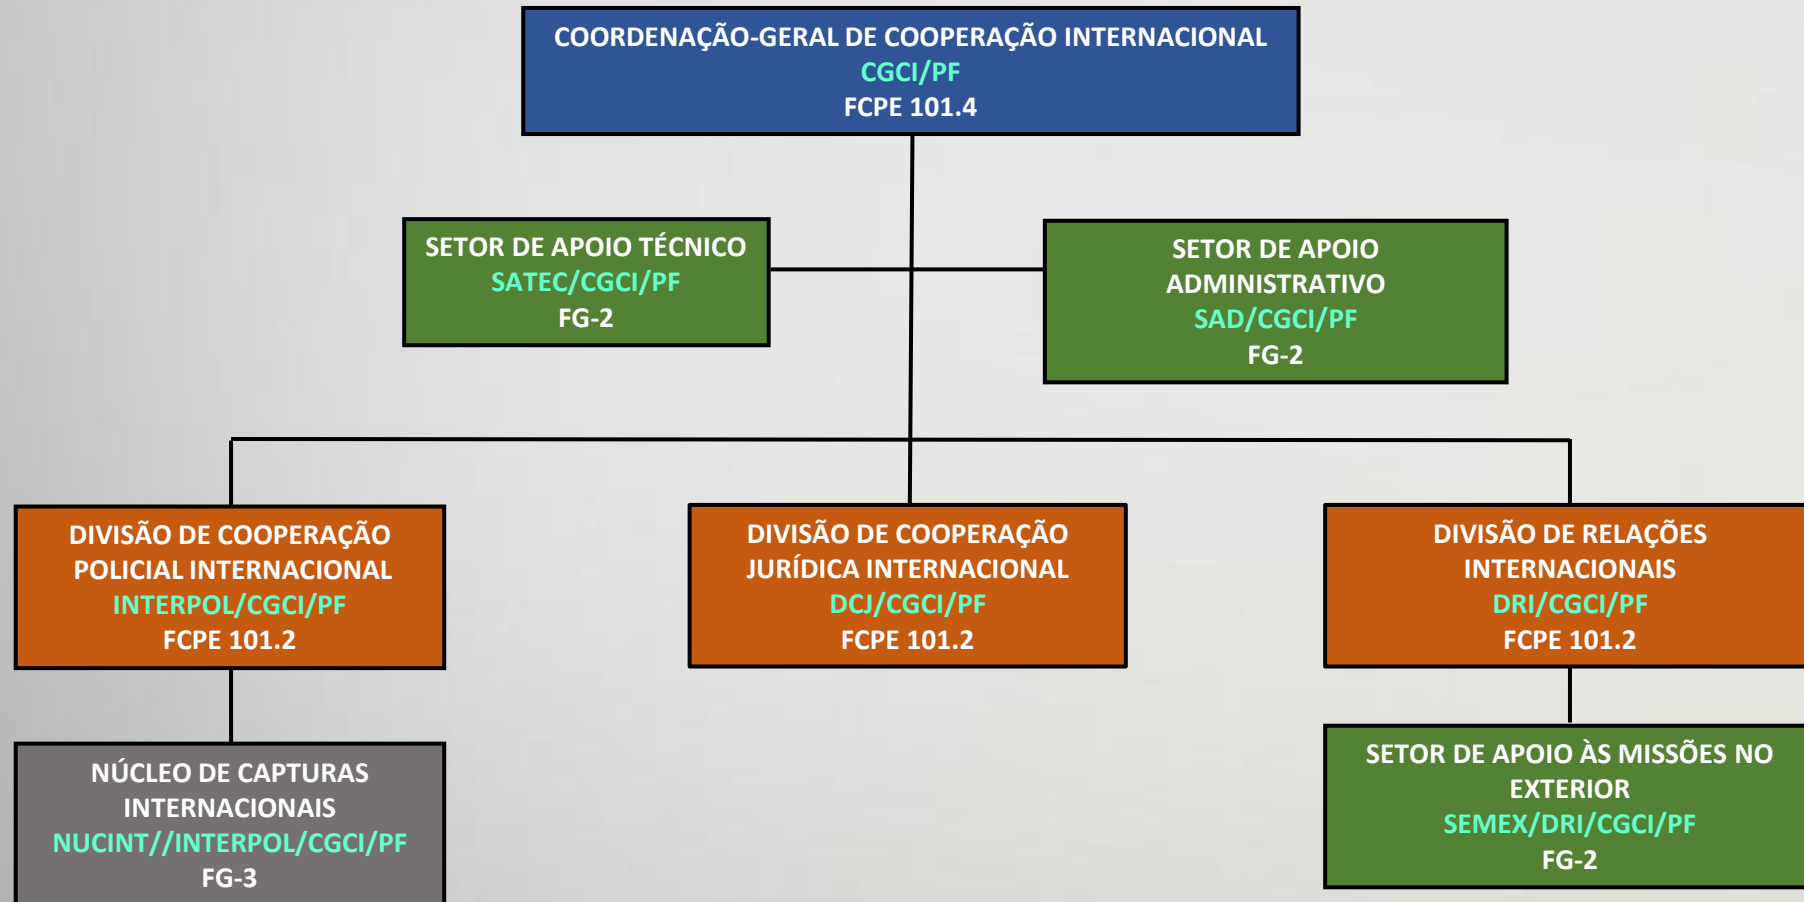 COORDENAÇÃO-GERAL DE COOPERAÇÃO INTERNACIONAL
CGCI/PF
FCPE 101.4
SETOR DE APOIO TÉCNICO
SATEC/CGCI/PF
FG-2
SETOR DE APOIO
ADMINISTRATIVO
SAD/CGCI/PF
FG-2
DIVISÃO DE COOPERAÇÃO
POLICIAL INTERNACIONAL
INTERPOL/CGCI/PF
FCPE 101.2
DIVISÃO DE COOPERAÇÃO
JURÍDICA INTERNACIONAL
DCJ/CGCI/PF
FCPE 101.2
DIVISÃO DE RELAÇÕES
INTERNACIONAIS
DRI/CGCI/PF
FCPE 101.2
NÚCLEO DE CAPTURAS
INTERNACIONAIS
NUCINT//INTERPOL/CGCI/PF
FG-3
SETOR DE APOIO ÀS MISSÕES NO
EXTERIOR
SEMEX/DRI/CGCI/PF
FG-2